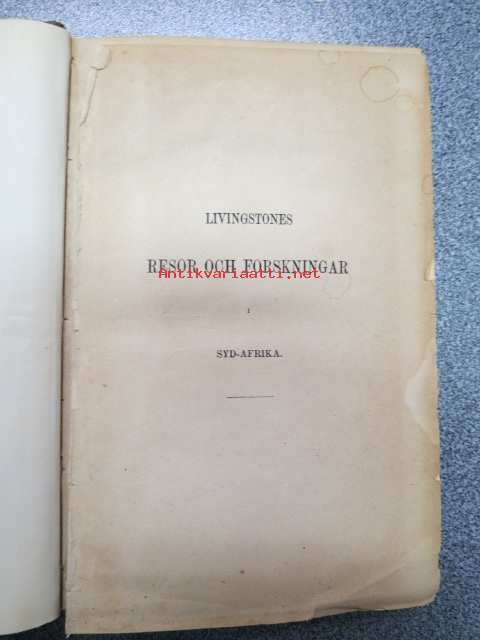 LIVINGSTONES
RESOR OCH FORSKNINGAR
Antikvariaatti.net
I
SYD-AFRIKA.